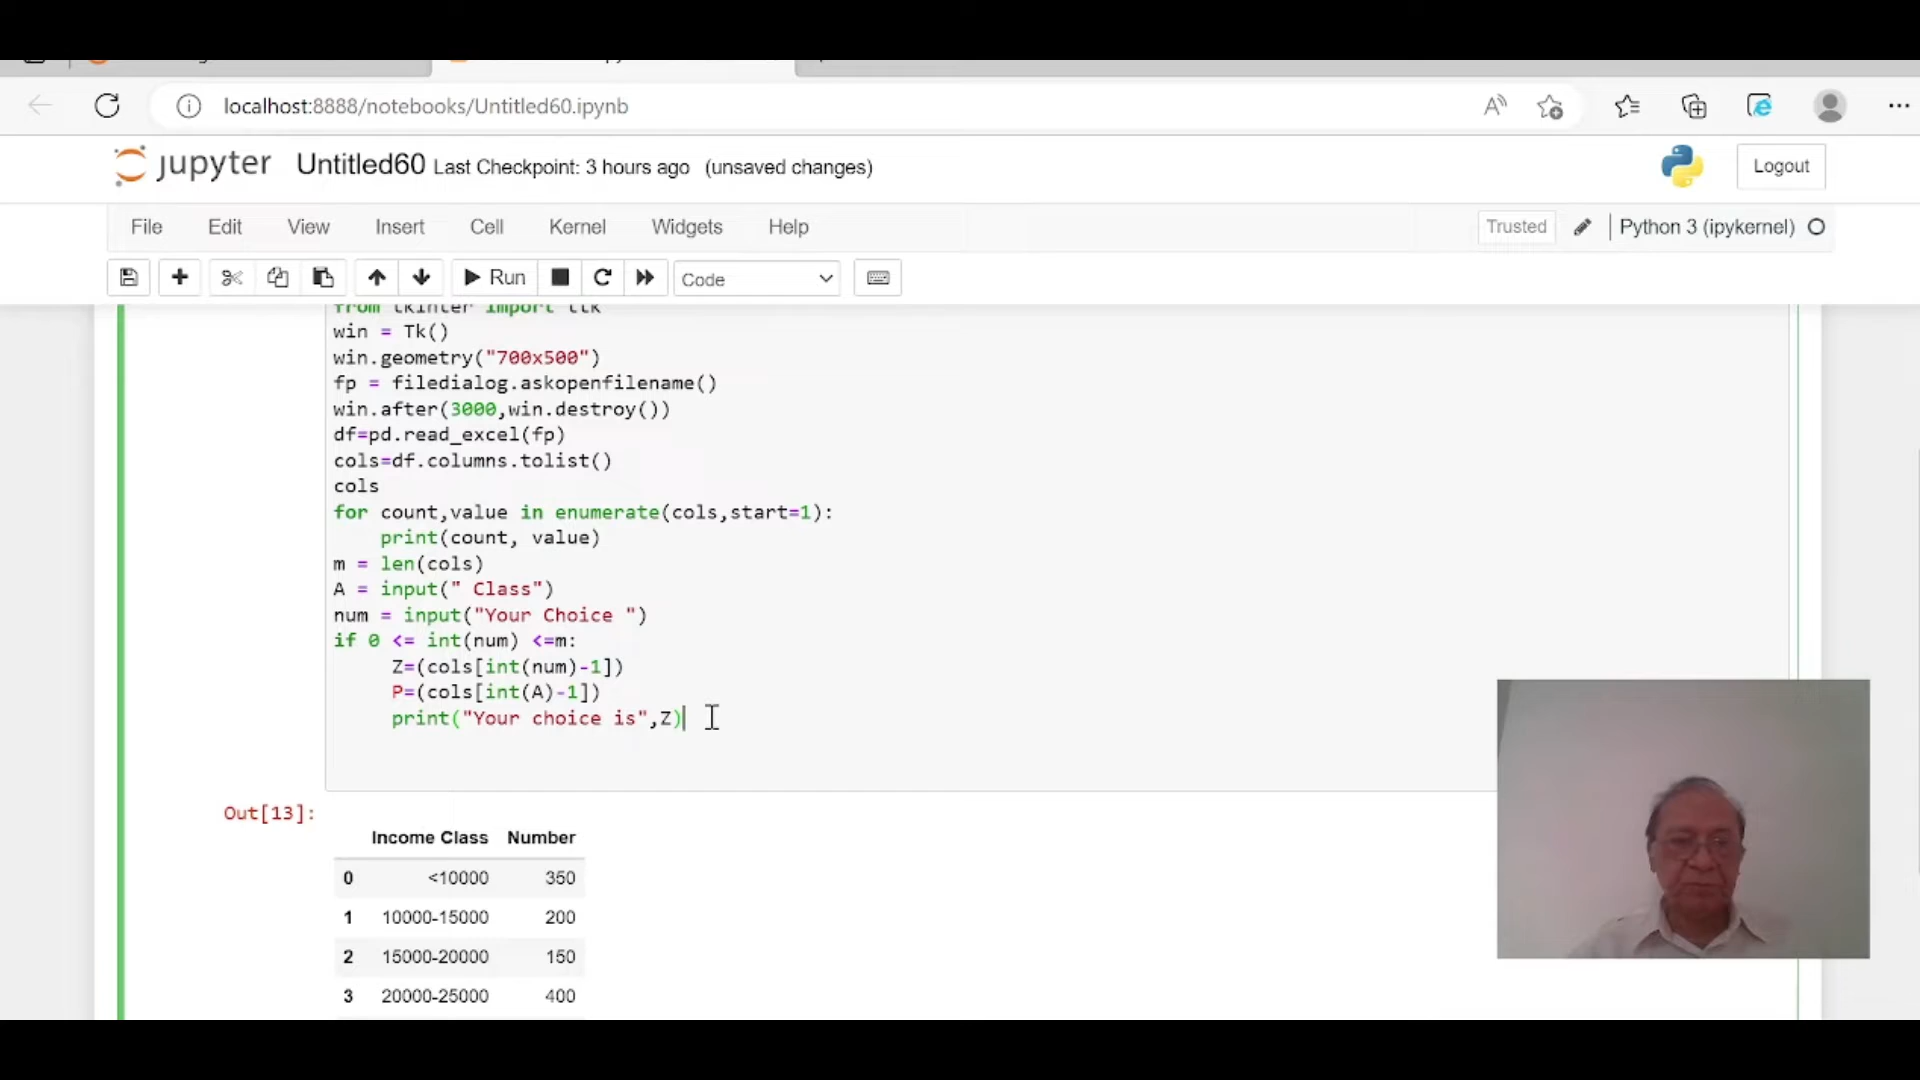 localhost:8888/notebooks/Untitled60.ipynb
jupyter Untitled60 Last Checkpoint: 3 hours ago (unsaved changes)
Logout
File Edit View Insert Cell Kernel Widgets Help
Trusted Python 3 (ipykernel)
Run Code
from tkinter import ttk
win = Tk()
win.geometry("700x500")
fp = filedialog.askopenfilename()
win.after(3000,win.destroy())
df=pd.read_excel(fp)
cols=df.columns.tolist()
cols
for count,value in enumerate(cols,start=1):
    print(count, value)
m = len(cols)
A = input(" Class")
num = input("Your Choice ")
if 0 <= int(num) <=m:
     Z=(cols[int(num)-1])
     P=(cols[int(A)-1])
     print("Your choice is",Z)
Out[13]:
Income Class Number
0 <10000 350
1 10000-15000 200
2 15000-20000 150
3 20000-25000 400